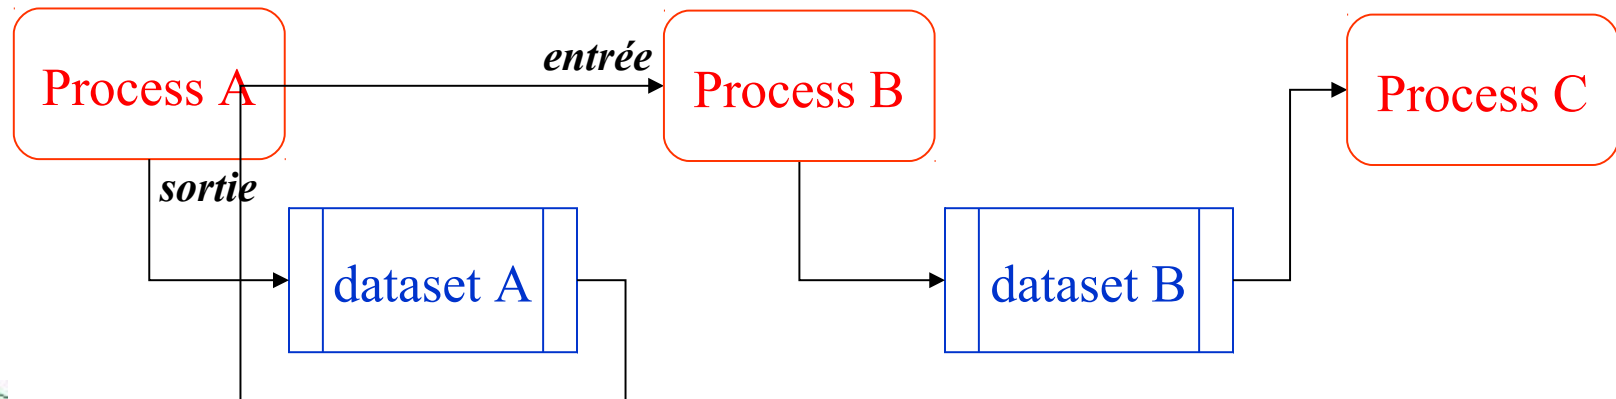 entrée
Process A
Process B
Process C
sortie
dataset A
dataset B